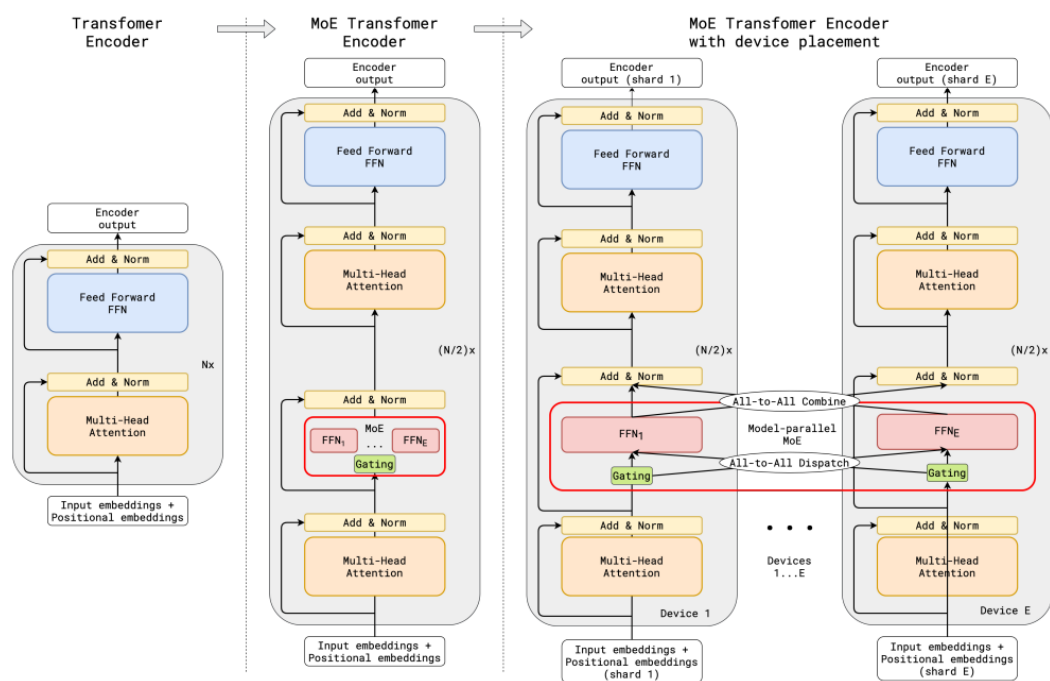 Transfomer
Encoder
Encoder
output
Add & Norm
Feed Forward
FFN
Nx
Add & Norm
Multi-Head
Attention
Input embeddings +
Positional embeddings
MoE Transfomer
Encoder
Encoder
output
Add & Norm
Feed Forward
FFN
Add & Norm
Multi-Head
Attention
(N/2)x
Add & Norm
MoE
FFN1
...
FFNE
Gating
Add & Norm
Multi-Head
Attention
Input embeddings +
Positional embeddings
MoE Transfomer Encoder
with device placement
Encoder
output (shard 1)
Add & Norm
Feed Forward
FFN
Add & Norm
Multi-Head
Attention
(N/2)x
Add & Norm
FFN1
Gating
Add & Norm
Multi-Head
Attention
Device 1
Input embeddings +
Positional embeddings
(shard 1)
All-to-All Combine
Model-parallel
MoE
All-to-All Dispatch
• • •
Devices
1...E
Encoder
output (shard E)
Add & Norm
Feed Forward
FFN
Add & Norm
Multi-Head
Attention
(N/2)x
Add & Norm
FFNE
Gating
Add & Norm
Multi-Head
Attention
Device E
Input embeddings +
Positional embeddings
(shard E)